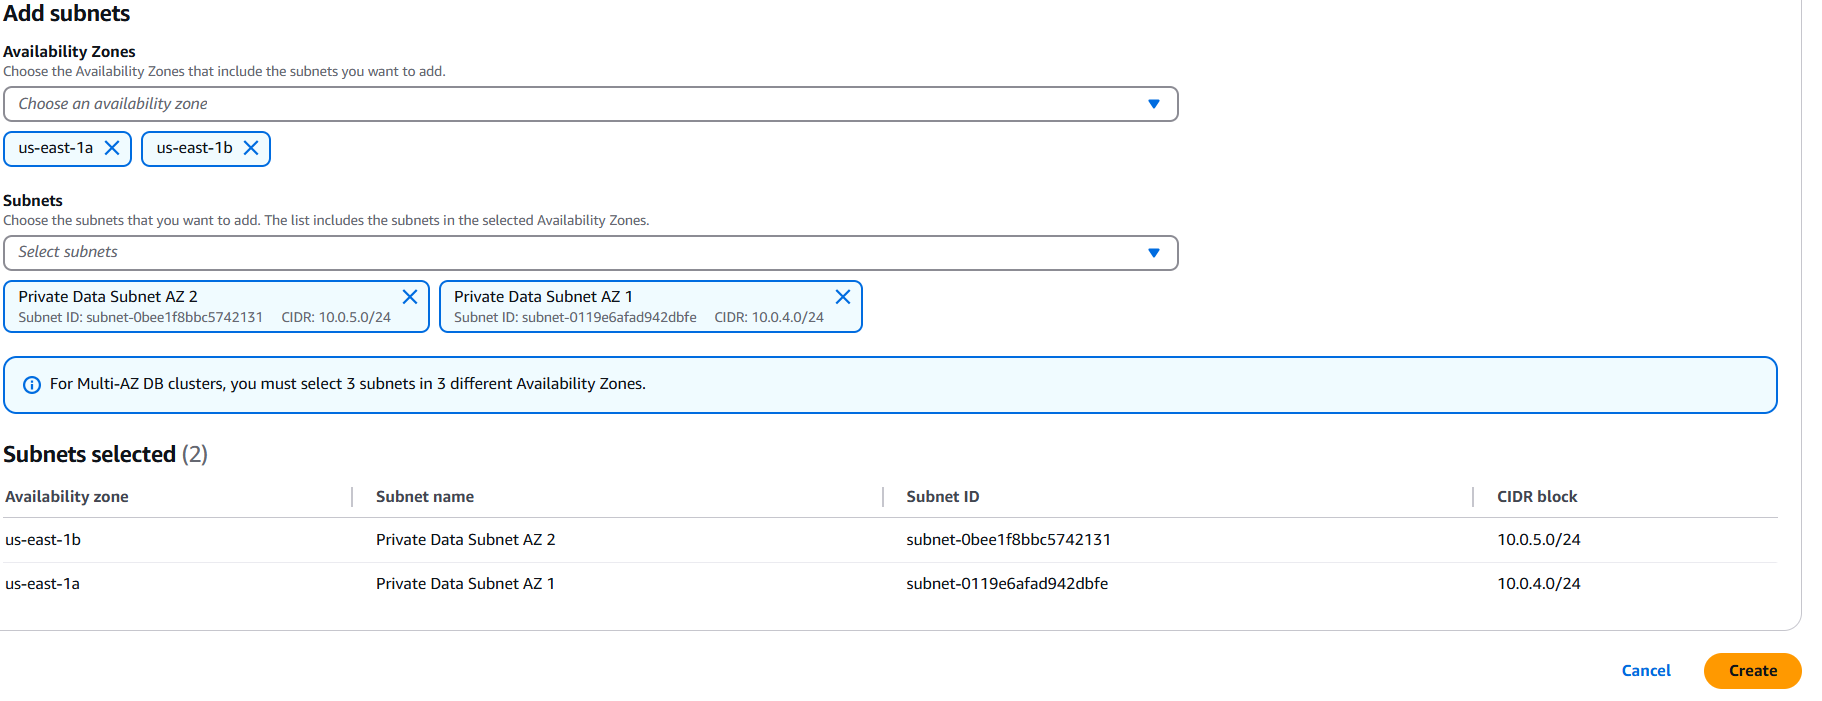 Add subnets
Availability Zones
Choose the Availability Zones that include the subnets you want to add.
Choose an availability zone
us-east-1a us-east-1b
Subnets
Choose the subnets that you want to add. The list includes the subnets in the selected Availability Zones.
Select subnets
Private Data Subnet AZ 2 Private Data Subnet AZ 1
Subnet ID: subnet-0bee1f8bbc5742131 CIDR: 10.0.5.0/24 Subnet ID: subnet-0119e6afad942dbfe CIDR: 10.0.4.0/24
For Multi-AZ DB clusters, you must select 3 subnets in 3 different Availability Zones.
Subnets selected (2)
Availability zone Subnet name Subnet ID CIDR block
us-east-1b Private Data Subnet AZ 2 subnet-0bee1f8bbc5742131 10.0.5.0/24
us-east-1a Private Data Subnet AZ 1 subnet-0119e6afad942dbfe 10.0.4.0/24
Cancel Create